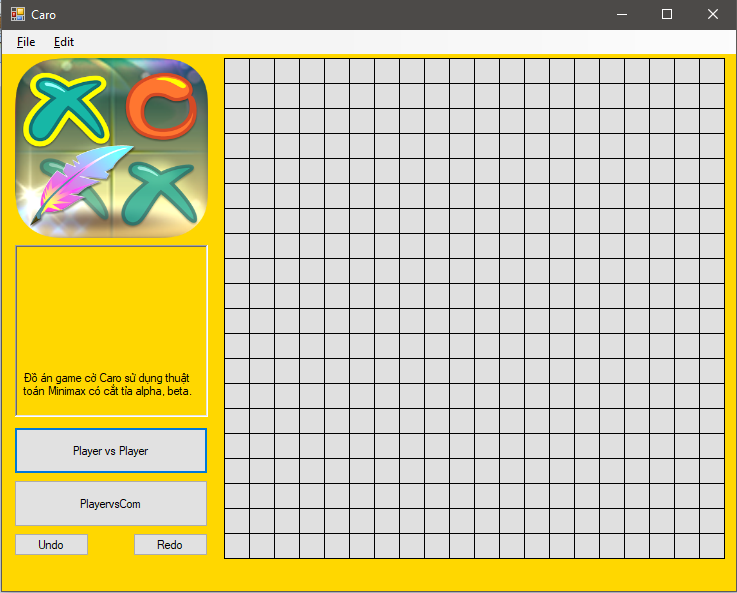 Caro
File Edit
Đồ án game cờ Caro sử dụng thuật
toán Minimax có cắt tỉa alpha, beta.
Player vs Player
PlayervsCom
Undo Redo